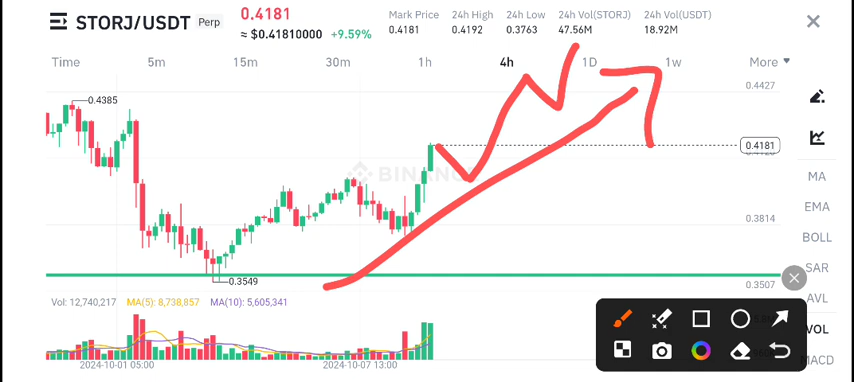 STORJ/USDT Perp
0.4181
≈ $0.41810000 +9.59%
Mark Price 24h High 24h Low 24h Vol(STORJ) 24h Vol(USDT)
0.4181 0.4192 0.3763 47.56M 18.92M
Time 5m 15m 30m 1h 4h 1D 1w More
0.4427
0.4385
0.4181
BINANC
MA
EMA
0.3814
BOLL
SAR
0.3549
0.3507
AVL
Vol: 12,740,217 MA(5): 8,738,857 MA(10): 5,605,341
VOL
MACD
2024-10-01 05:00 2024-10-07 13:00